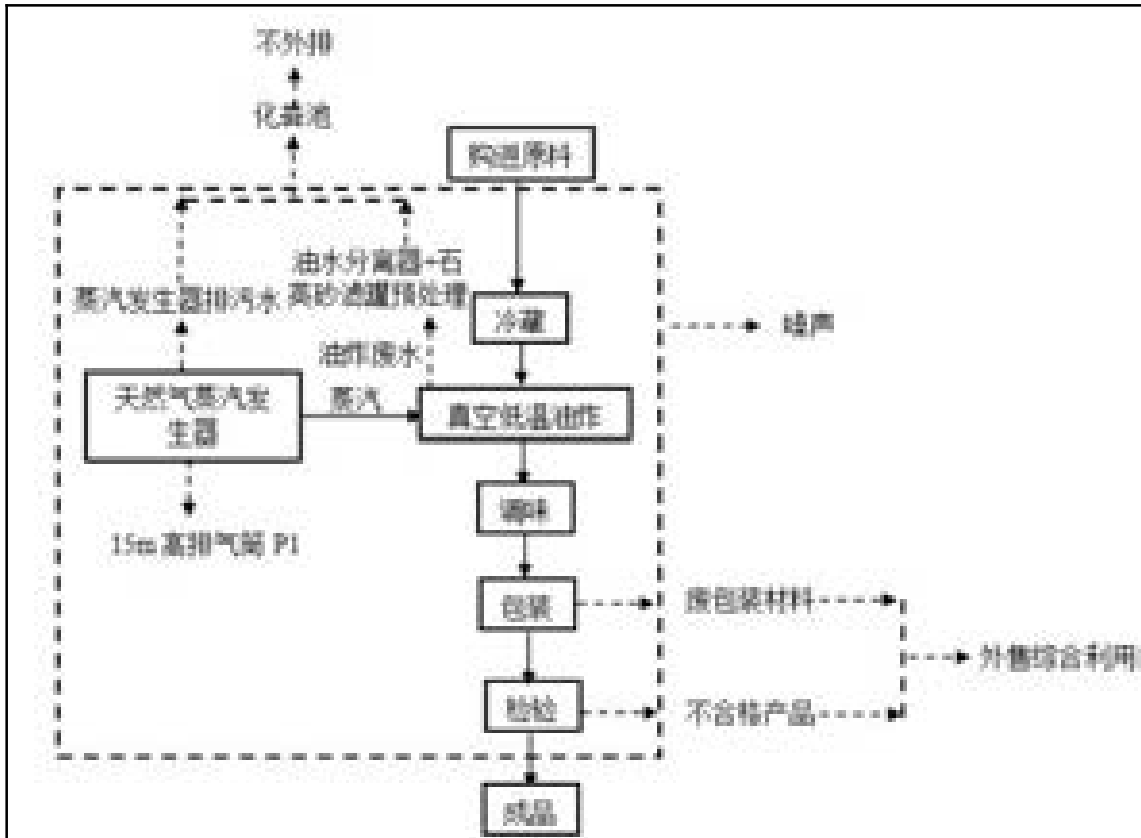 不外排
化粪池
购进原料
油水分离器+石
英砂滤罐预处理
蒸汽发生器排污水
冷藏
噪声
油作废水
蒸汽
天然气蒸汽发
生器
真空低温油作
调味
15m高排气筒 P1
包装
废包装材料
外售综合利用
检验
不合格产品
成品